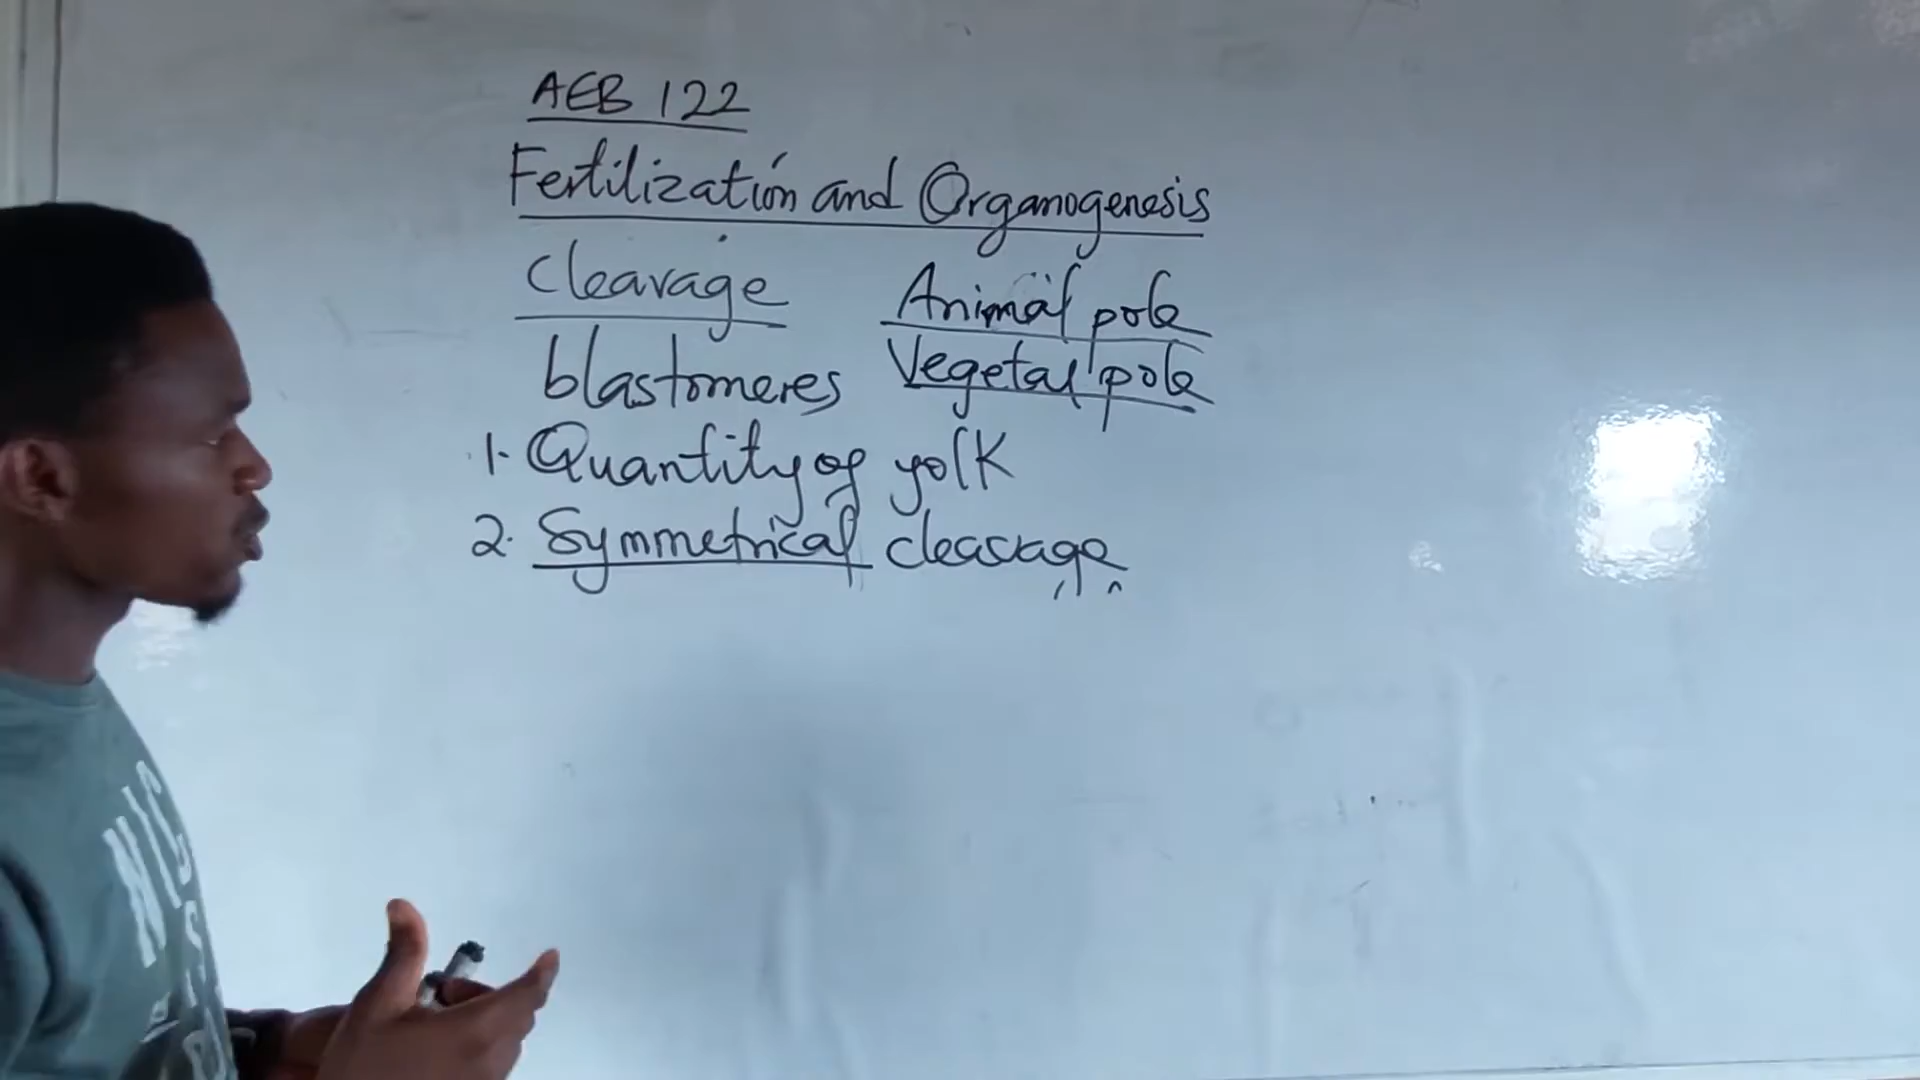 AEB 122
Fertilization and Organogenesis
Cleavage
blastomeres
Animal pole
Vegetal pole
1. Quantity of yolk
2. Symmetrical cleavage